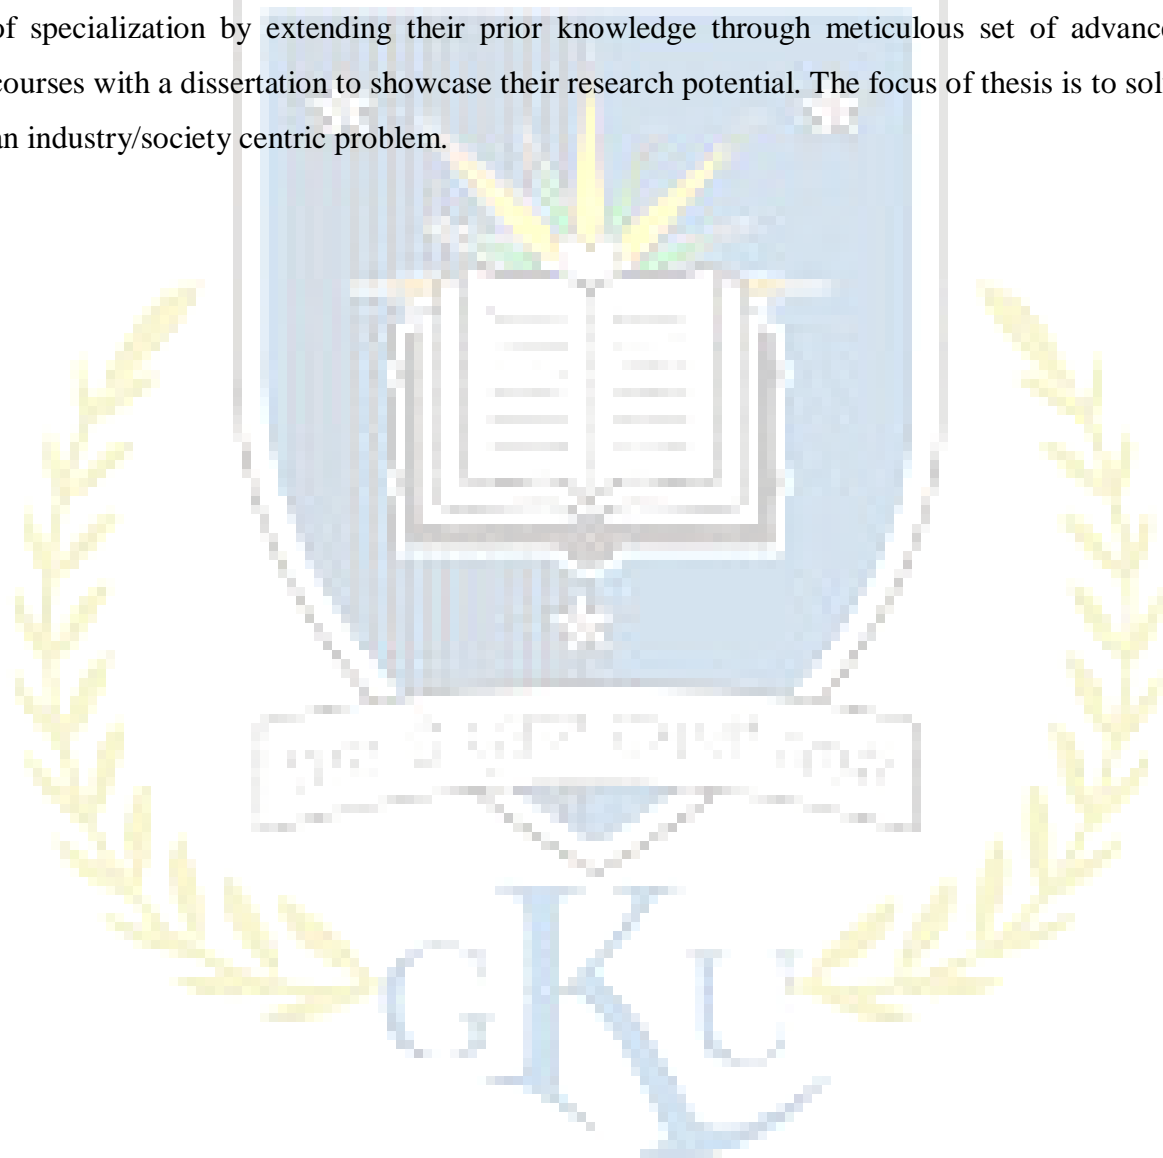 of specialization by extending their prior knowledge through meticulous set of advance
courses with a dissertation to showcase their research potential. The focus of thesis is to sol
an industry/society centric problem.
GKU